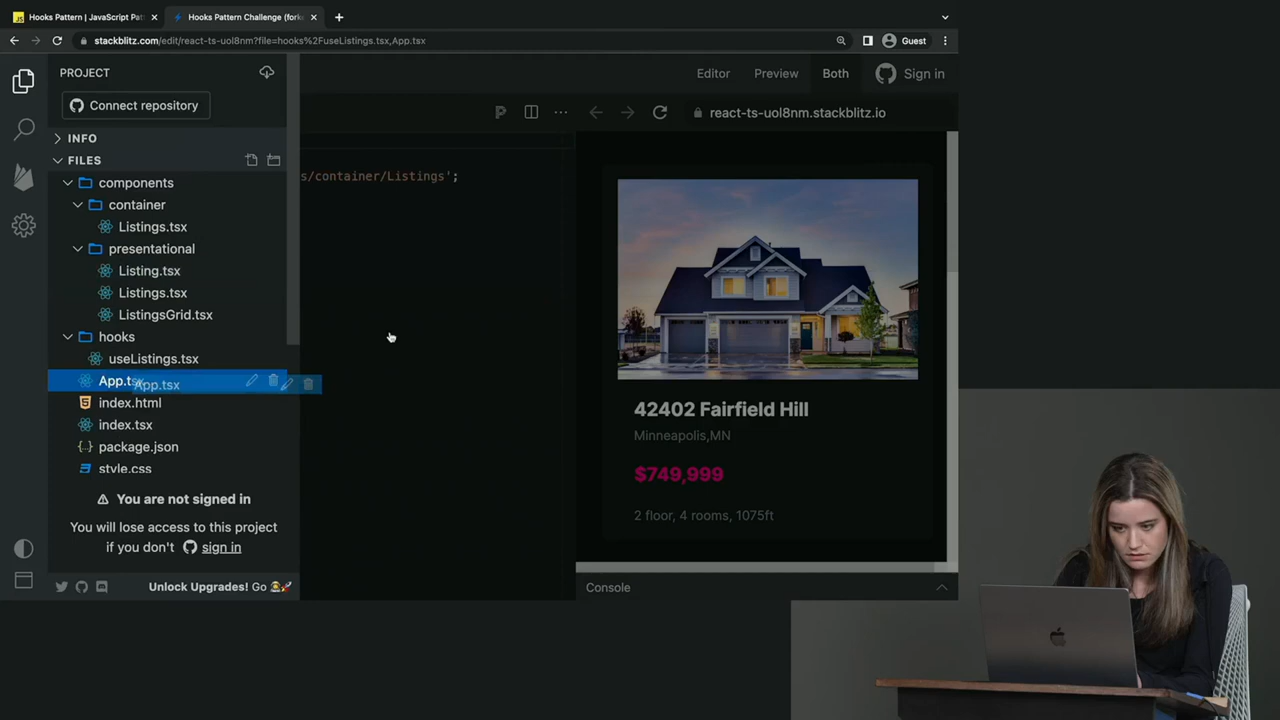 Hooks Pattern | JavaScript Pat
Hooks Pattern Challenge (fork
stackblitz.com/edit/react-ts-uol8nm?file=hooks%2FuseListings.tsx,App.tsx
Guest
PROJECT
Editor
Preview
Both
Sign in
Connect repository
react-ts-uol8nm.stackblitz.io
INFO
FILES
components
s/container/Listings';
container
Listings.tsx
presentational
Listing.tsx
Listings.tsx
ListingsGrid.tsx
hooks
useListings.tsx
App.tsx
App.tsx
index.html
index.tsx
package.json
style.css
42402 Fairfield Hill
Minneapolis,MN
$749,999
2 floor, 4 rooms, 1075ft
You are not signed in
You will lose access to this project
if you don't sign in
Unlock Upgrades! Go
Console